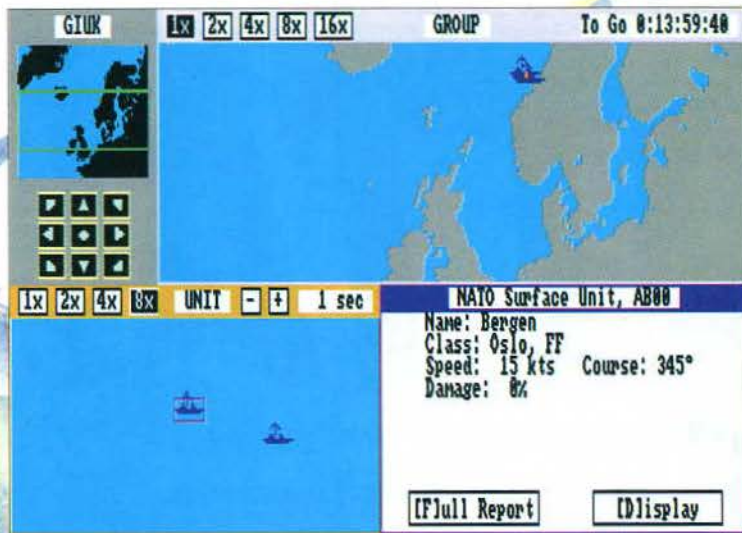 GIUK
1x 2x 4x 8x 16x GROUP To Go 0:13:59:40
1x 2x 4x 8x UNIT - + 1 sec
NATO Surface Unit, AB00
Name: Bergen
Class: Oslo, FF
Speed: 15 kts Course: 345°
Damage: 0%
[F]ull Report [D]isplay